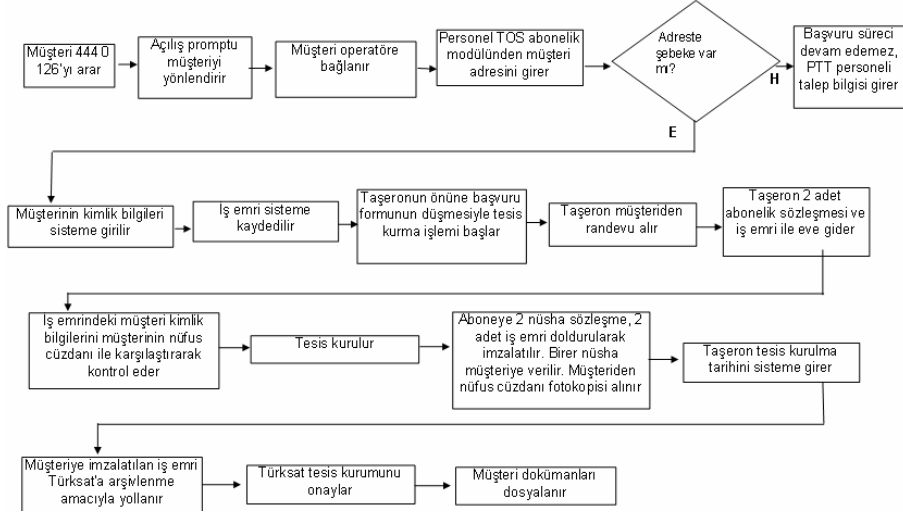 Müşteri 444 0
126'yı arar
Açılış promptu
müşteriyi
yönlendirir
Müşteri operatöre
bağlanır
Personel TOS abonelik
modülünden müşteri
adresini girer
Adreste
şebeke var
mı?
H
Başvuru süreci
devam edemez,
PTT personeli
talep bilgisi girer
E
Müşterinin kimlik bilgileri
sisteme girilir
İş emri sisteme
kaydedilir
Taşeronun önüne başvuru
formunun düşmesiyle tesis
kurma işlemi başlar
Taşeron müşteriden
randevu alır
Taşeron 2 adet
abonelik sözleşmesi ve
iş emri ile eve gider
İş emrindeki müşteri kimlik
bilgilerini müşterinin nüfus
cüzdanı ile karşılaştırarak
kontrol eder
Tesis kurulur
Aboneye 2 nüsha sözleşme, 2
adet iş emri doldurularak
imzalatılır. Birer nüsha
müşteriye verilir. Müşteriden
nüfus cüzdanı fotokopisi alınır
Taşeron tesis kurulma
tarihini sisteme girer
Müşteriye imzalatılan iş emri
Türksat'a arşivlenme
amacıyla yollanır
Türksat tesis kurumunu
onaylar
Müşteri dokümanları
dosyalanır